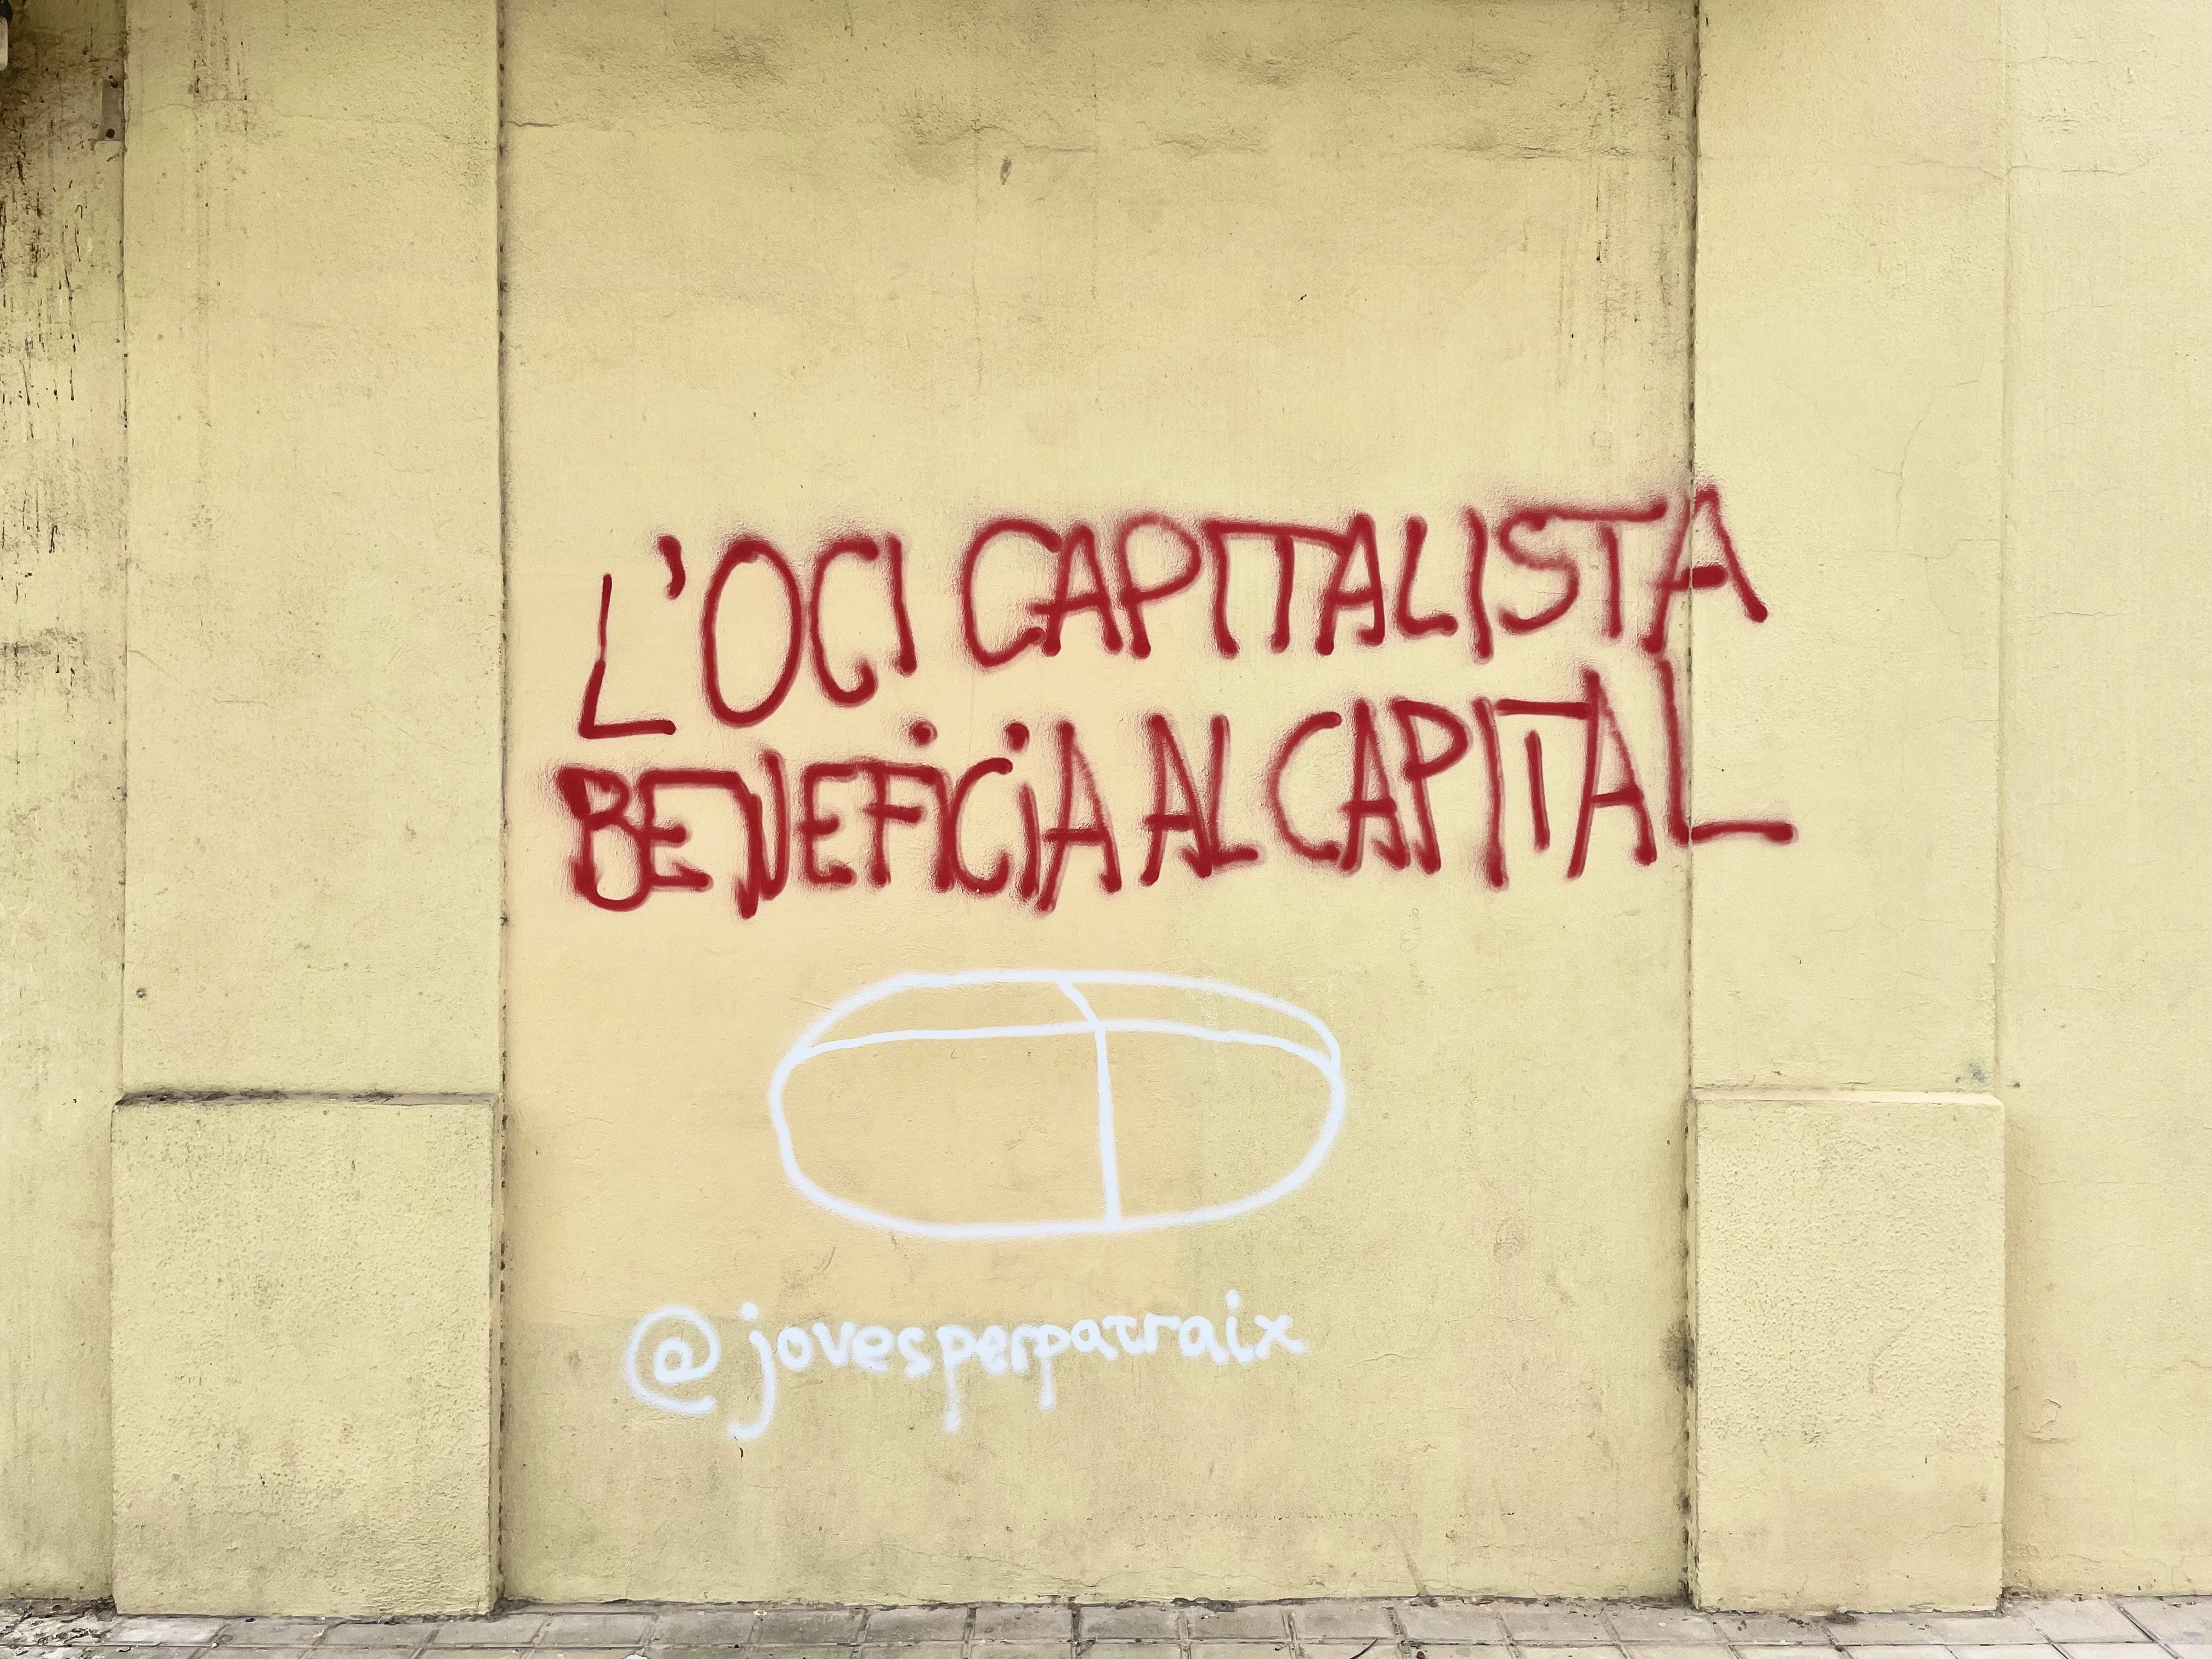 L'OCI CAPITALISTA
BENEFICIA AL CAPITAL
@jovesperpatraix